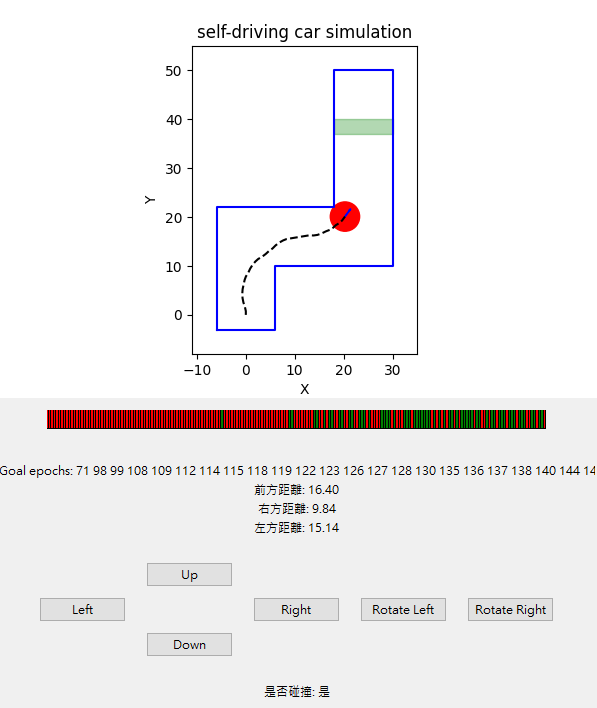 self-driving car simulation
50
40
30
20
10
0
Y
−10 0 10 20 30
X
Goal epochs: 71 98 99 108 109 112 114 115 118 119 122 123 126 127 128 130 135 136 137 138 140 144 14
前方距離: 16.40
右方距離: 9.84
左方距離: 15.14
Up
Left Right Rotate Left Rotate Right
Down
是否碰撞: 是